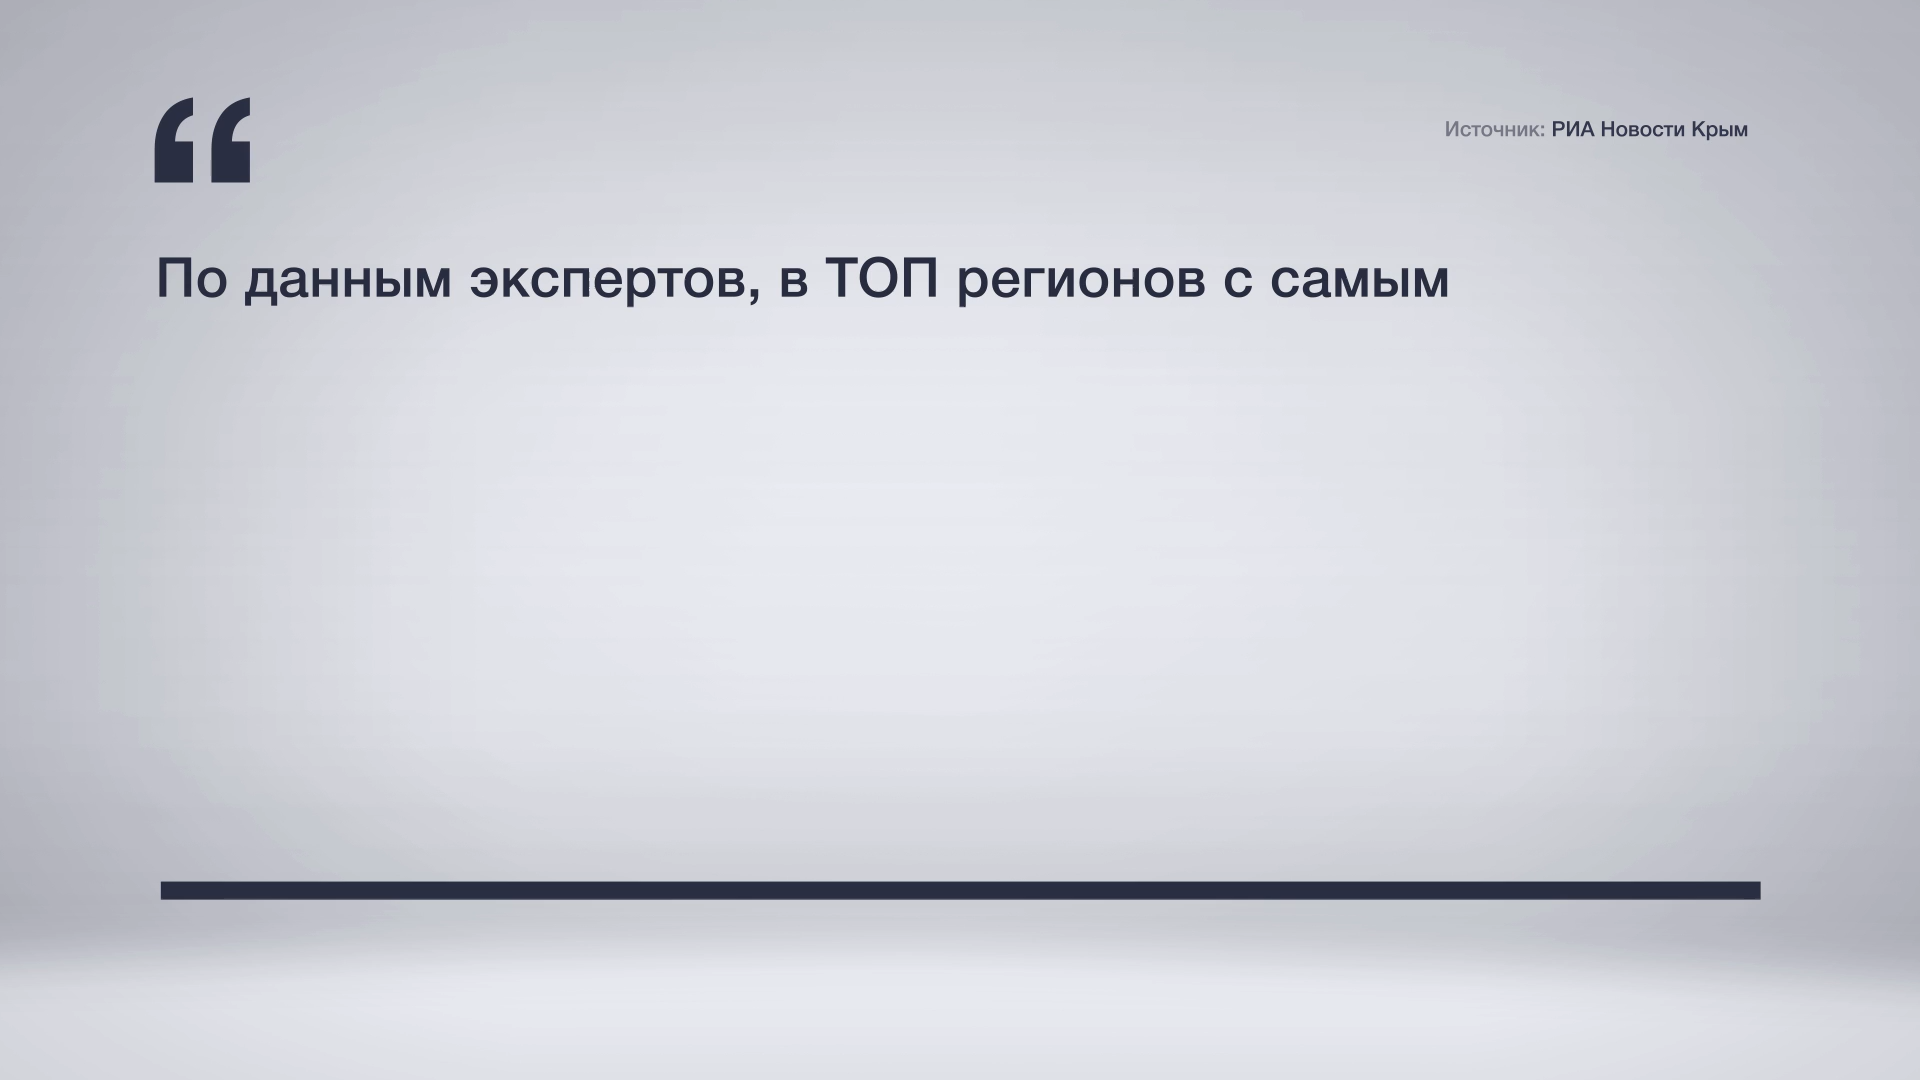 Источник: РИА Новости Крым
По данным экспертов, в ТОП регионов с самым